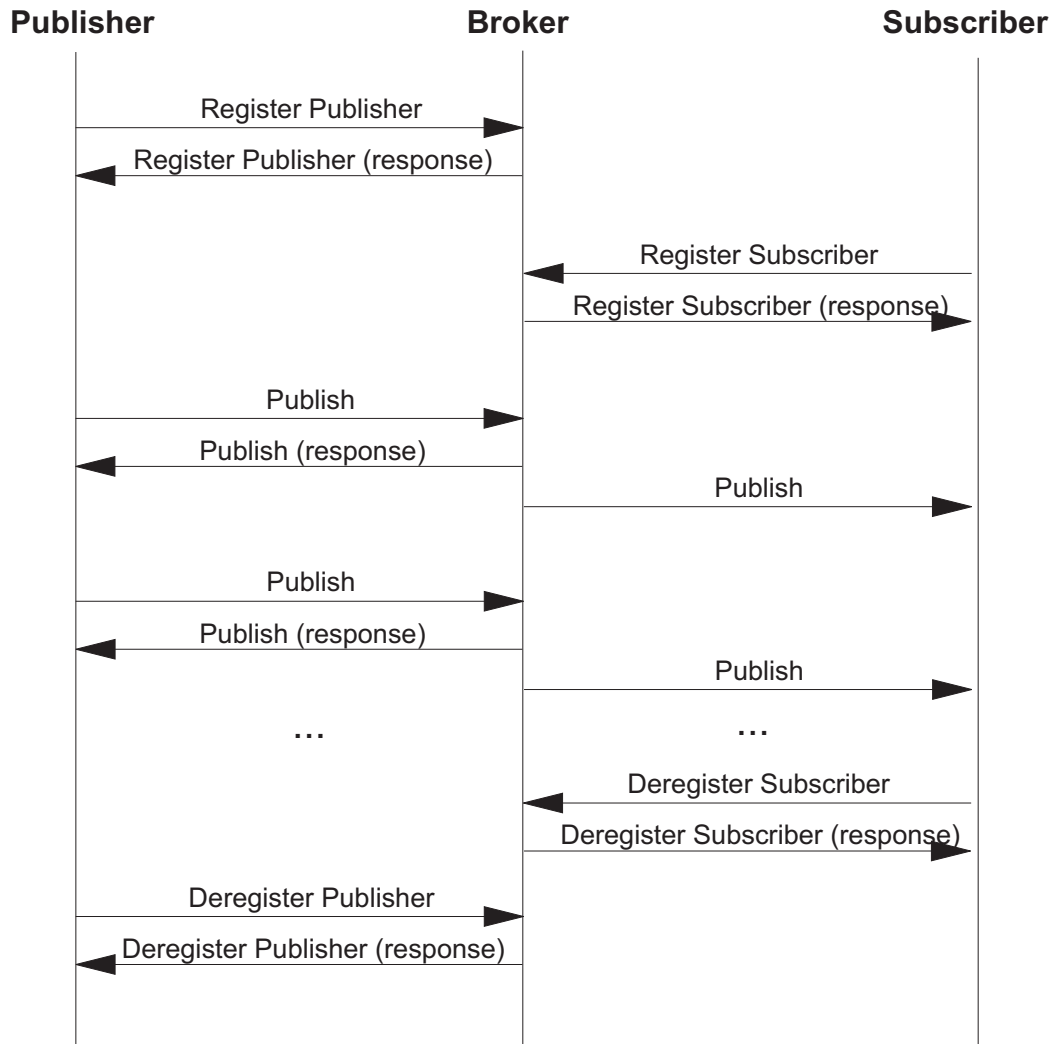 Publisher Broker Subscriber
Register Publisher
Register Publisher (response)
Register Subscriber
Register Subscriber (response)
Publish
Publish (response)
Publish
Publish
Publish (response)
Publish
... ...
Deregister Subscriber
Deregister Subscriber (response)
Deregister Publisher
Deregister Publisher (response)